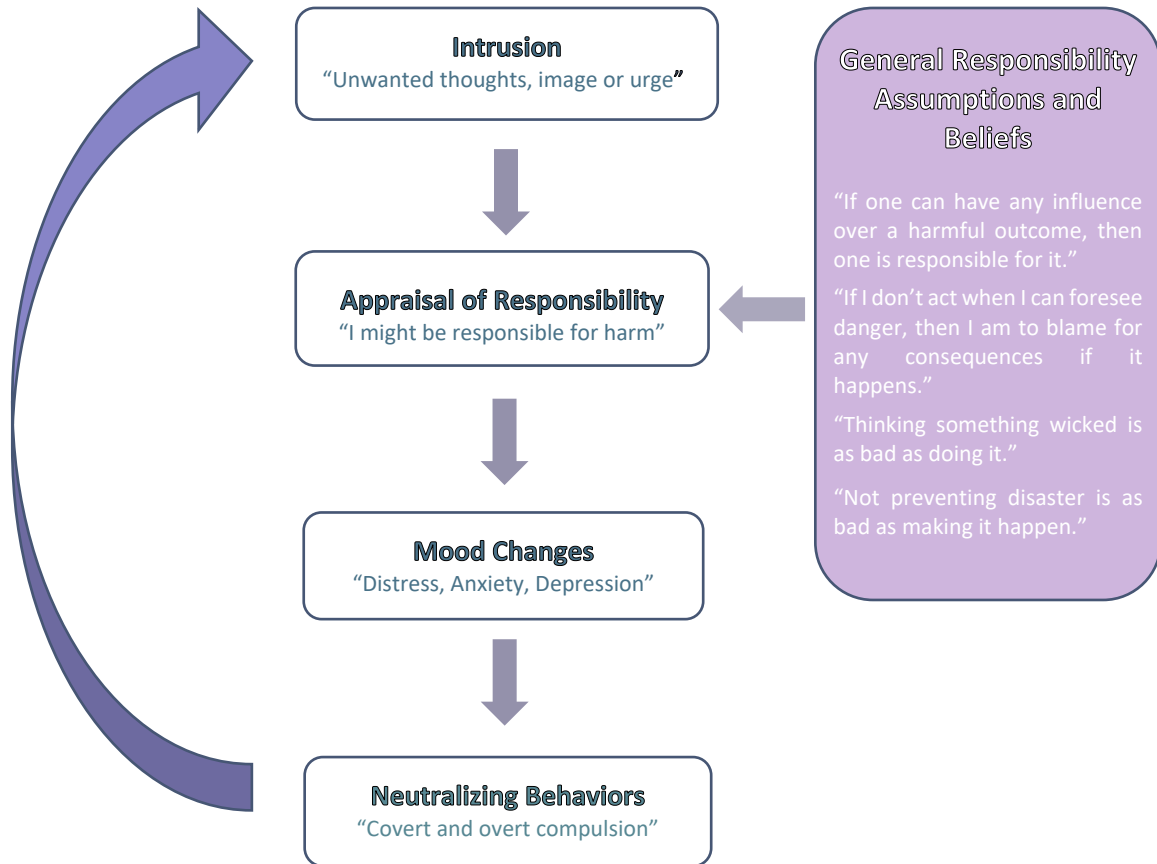 Intrusion
“Unwanted thoughts, image or urge”
Appraisal of Responsibility
“I might be responsible for harm”
Mood Changes
“Distress, Anxiety, Depression”
Neutralizing Behaviors
“Covert and overt compulsion”
General Responsibility
Assumptions and
Beliefs
“If one can have any influence
over a harmful outcome, then
one is responsible for it.”
“If I don’t act when I can foresee
danger, then I am to blame for
any consequences if it
happens.”
“Thinking something wicked is
as bad as doing it.”
“Not preventing disaster is as
bad as making it happen.”